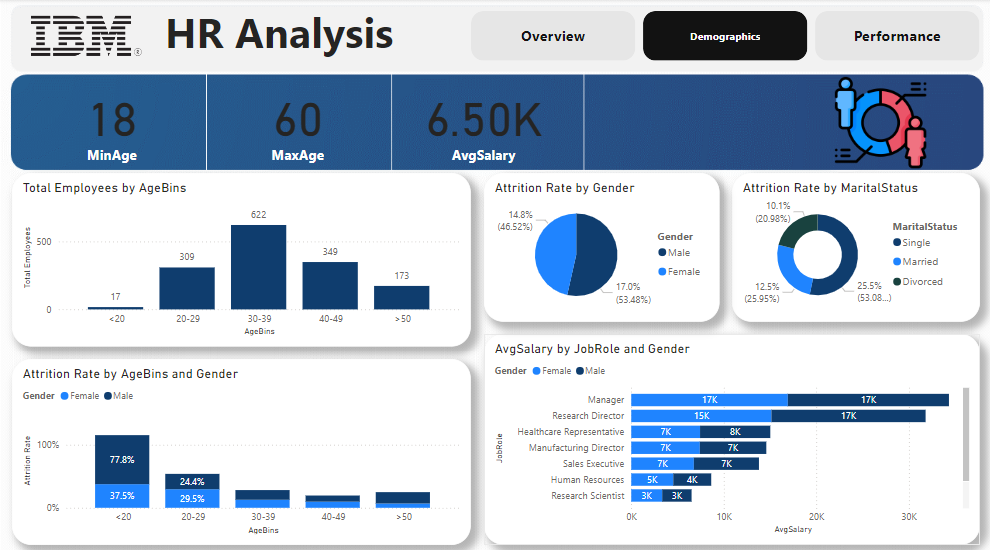 IBM®
HR Analysis
Overview
Demographics
Performance
18
MinAge
60
MaxAge
6.50K
AvgSalary
Total Employees by AgeBins
Total Employees
500
0
17
309
622
349
173
<20
20-29
30-39
40-49
>50
AgeBins
Attrition Rate by Gender
14.8%
(46.52%)
17.0%
(53.48%)
Gender
Male
Female
Attrition Rate by MaritalStatus
10.1%
(20.98%)
12.5%
(25.95%)
25.5%
(53.08...)
MaritalStatus
Single
Married
Divorced
Attrition Rate by AgeBins and Gender
Gender Female Male
Attrition Rate
100%
0%
77.8%
37.5%
24.4%
29.5%
<20
20-29
30-39
40-49
>50
AgeBins
AvgSalary by JobRole and Gender
Gender Female Male
JobRole
Manager 17K 17K
Research Director 15K 17K
Healthcare Representative 7K 8K
Manufacturing Director 7K 7K
Sales Executive 7K 7K
Human Resources 5K 4K
Research Scientist 3K 3K
0K 10K 20K 30K
AvgSalary